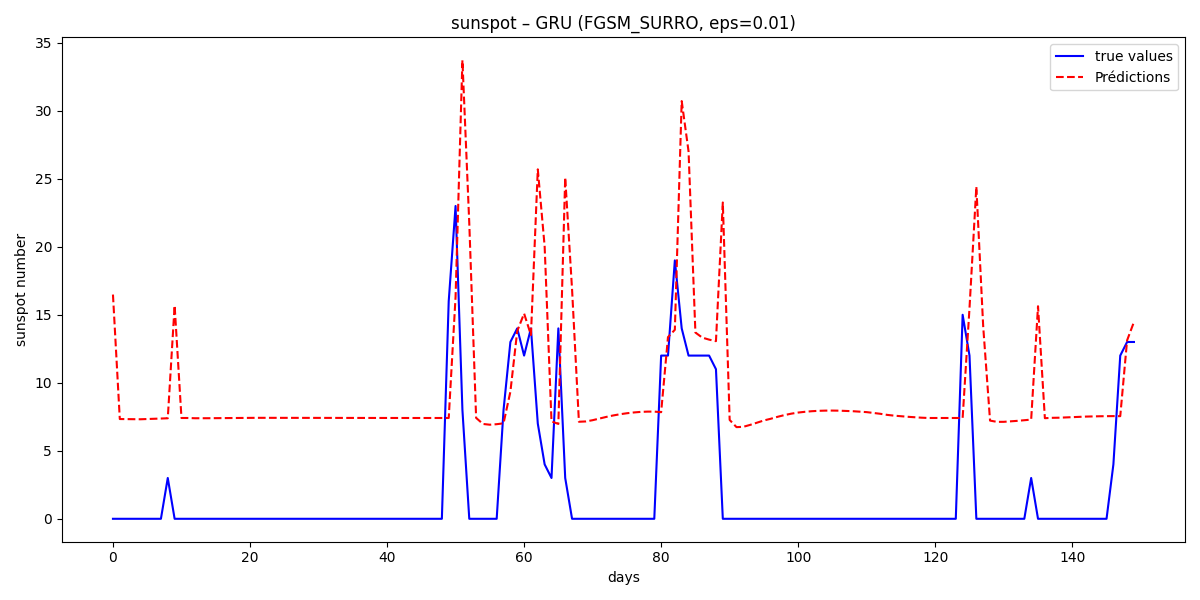 sunspot – GRU (FGSM_SURRO, eps=0.01)
true values
Prédictions
sunspot number
35
30
25
20
15
10
5
0
0 20 40 60 80 100 120 140
days